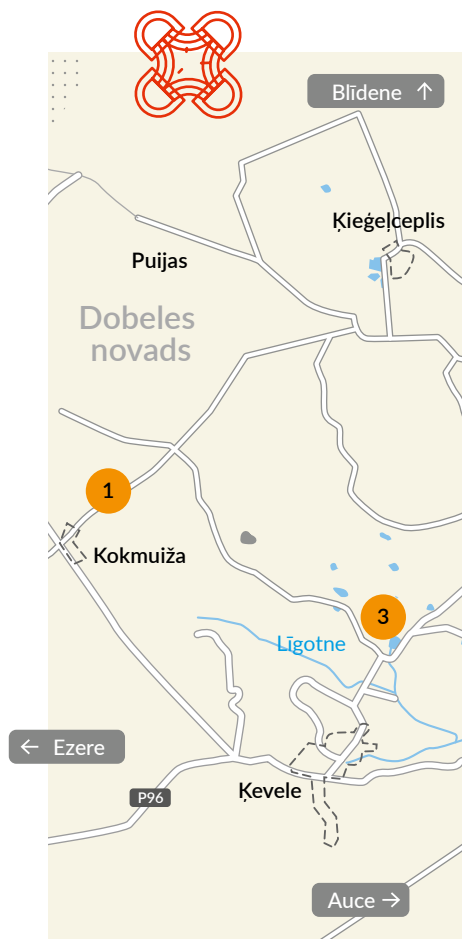 Blīdene ↑
Ķieģeļceplis
Puijas
Dobeles
novads
1
Kokmuiža
3
Līgotne
← Ezere
Ķevele
P96
Auce →